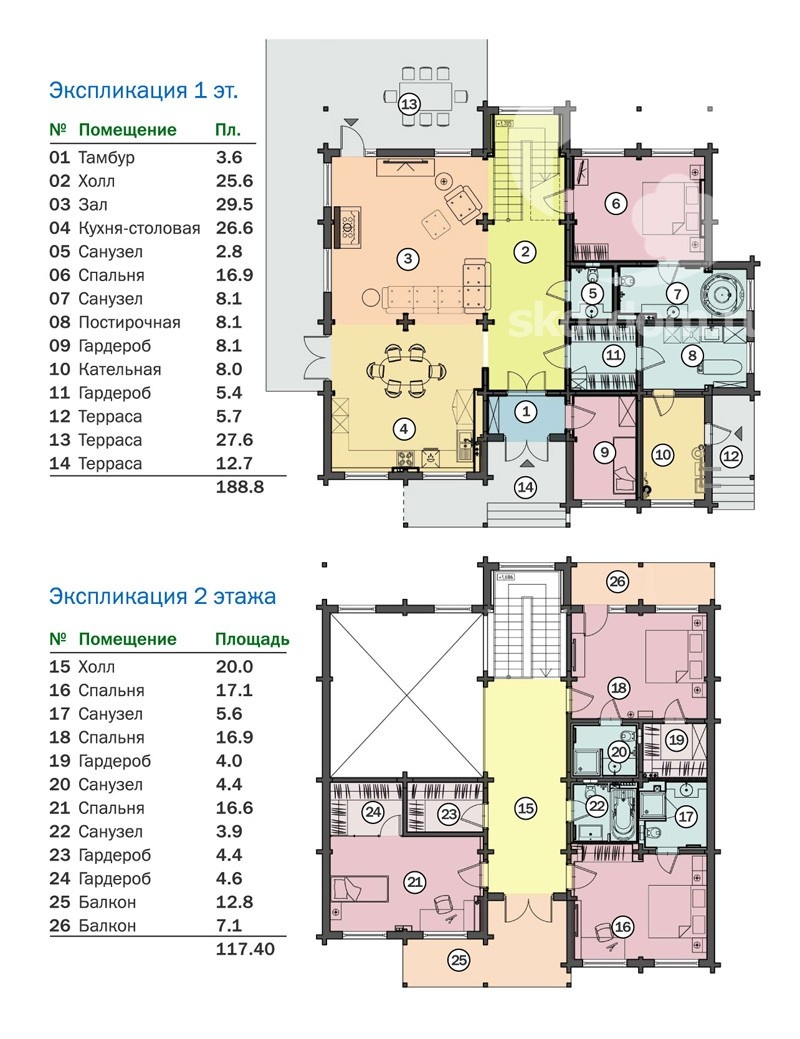 Экспликация 1 эт.
№ Помещение Пл.
01 Тамбур 3.6
02 Холл 25.6
03 Зал 29.5
04 Кухня-столовая 26.6
05 Санузел 2.8
06 Спальня 16.9
07 Санузел 8.1
08 Постирочная 8.1
09 Гардероб 8.1
10 Кательная 8.0
11 Гардероб 5.4
12 Терраса 5.7
13 Терраса 27.6
14 Терраса 12.7
188.8
13
6
3
2
5
7
11
8
1
4
9
10
12
14
Экспликация 2 этажа
№ Помещение Площадь
15 Холл 20.0
16 Спальня 17.1
17 Санузел 5.6
18 Спальня 16.9
19 Гардероб 4.0
20 Санузел 4.4
21 Спальня 16.6
22 Санузел 3.9
23 Гардероб 4.4
24 Гардероб 4.6
25 Балкон 12.8
26 Балкон 7.1
117.40
26
18
20
19
24
23
15
22
17
21
16
25